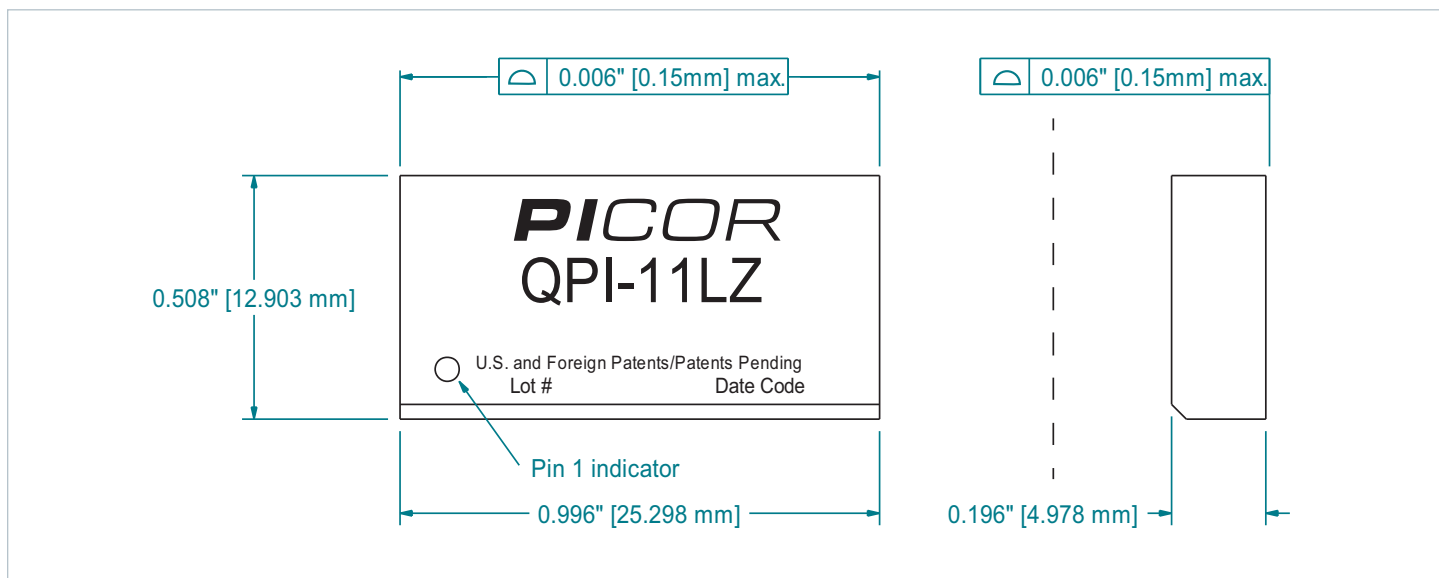 0.006" [0.15mm] max.
0.006" [0.15mm] max.
PICOR
QPI-11LZ
0.508" [12.903 mm]
U.S. and Foreign Patents/Patents Pending
Lot # Date Code
Pin 1 indicator
0.996" [25.298 mm]
0.196" [4.978 mm]